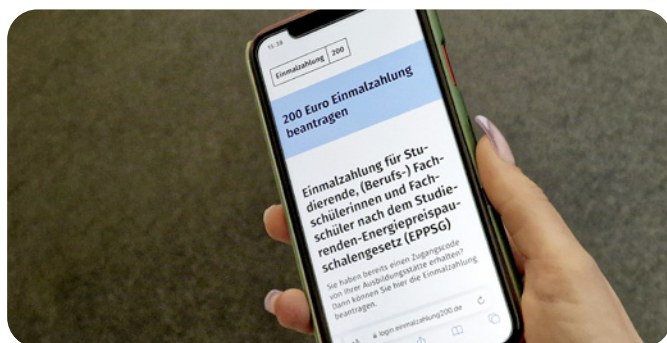 15:28
Einmalzahlung 200
200 Euro Einmalzahlung
beantragen
Einmalzahlung für Stu-
dierende, (Berufs-) Fach-
schülerinnen und Fach-
schüler nach dem Studie-
renden-Energiepreispau-
schalengesetz (EPPSG)
Sie haben bereits einen Zugangscode
von Ihrer Ausbildungsstätte erhalten?
Dann können Sie hier die Einmalzahlung
beantragen.
AA login.einmalzahlung200.de